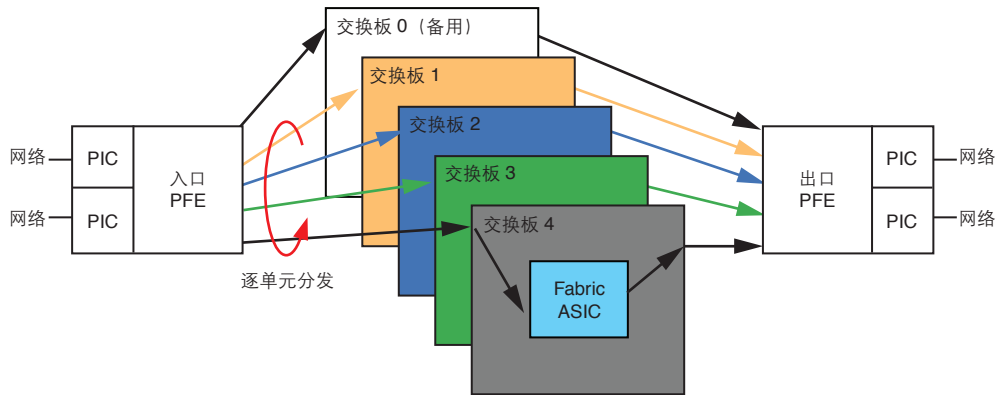 交换板 0（备用）
交换板 1
交换板 2
交换板 3
交换板 4
网络
PIC
网络
PIC
入口
PFE
逐单元分发
Fabric
ASIC
出口
PFE
PIC
网络
PIC
网络